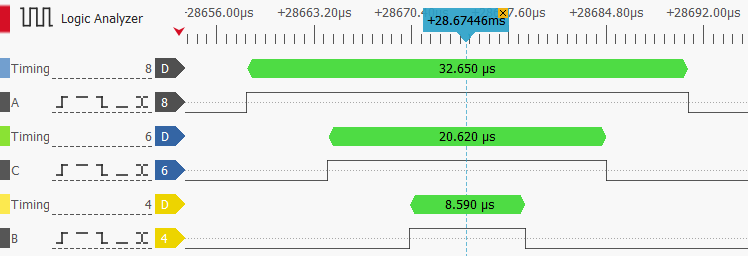 Logic Analyzer
+28656.00µs +28663.20µs +28670.4 7.60µs +28684.80µs +28692.00µs
+28.67446ms
Timing 8 D 32.650 µs
A 8
Timing 6 D 20.620 µs
C 6
Timing 4 D 8.590 µs
B 4